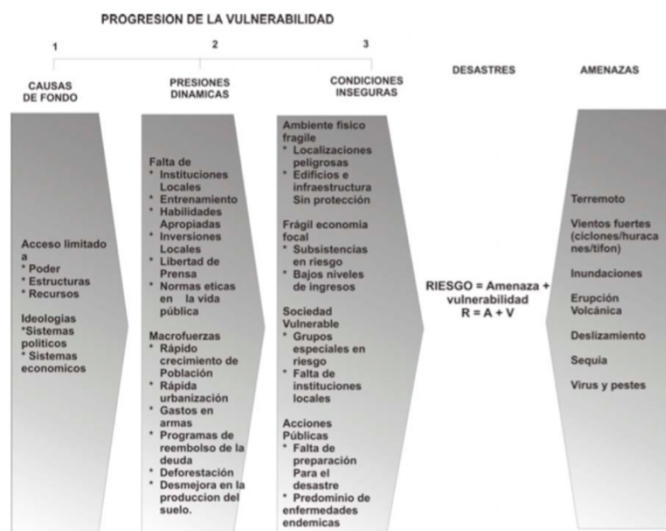 PROGRESION DE LA VULNERABILIDAD
1
2
3
CAUSAS
DE FONDO
PRESIONES
DINAMICAS
CONDICIONES
INSEGURAS
DESASTRES
AMENAZAS
Acceso limitado
a
* Poder
* Estructuras
* Recursos
Ideologías
*Sistemas
politicos
* Sistemas
economicos
Falta de
* Instituciones
Locales
* Entrenamiento
* Habilidades
Apropiadas
* Inversiones
Locales
* Libertad de
Prensa
* Normas eticas
en la vida
pública
Macrofuerzas
* Rápido
crecimiento de
Población
* Rápida
urbanización
* Gastos en
armas
* Programas de
reembolso de la
deuda
* Deforestación
* Desmejora en la
produccion del
suelo.
Ambiente fisico
fragile
* Localizaciones
peligrosas
* Edificios e
infraestructura
Sin protección
Frágil economia
focal
* Subsistencias
en riesgo
* Bajos niveles
de ingresos
Sociedad
Vulnerable
* Grupos
especiales en
riesgo
* Falta de
instituciones
locales
Acciones
Públicas
* Falta de
preparación
Para el
desastre
* Predominio de
enfermedades
endemicas
RIESGO = Amenaza +
vulnerabilidad
R = A + V
Terremoto
Vientos fuertes
(ciclones/huraca
nes/tifon)
Inundaciones
Erupción
Volcánica
Deslizamiento
Sequia
Virus y pestes